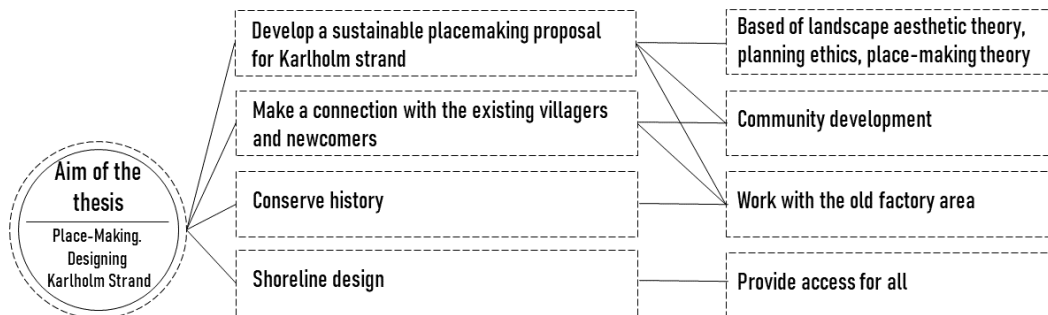 Aim of the
thesis
Place-Making.
Designing
Karlholm Strand
Develop a sustainable placemaking proposal
for Karlholm strand
Make a connection with the existing villagers
and newcomers
Conserve history
Shoreline design
Based of landscape aesthetic theory,
planning ethics, place-making theory
Community development
Work with the old factory area
Provide access for all